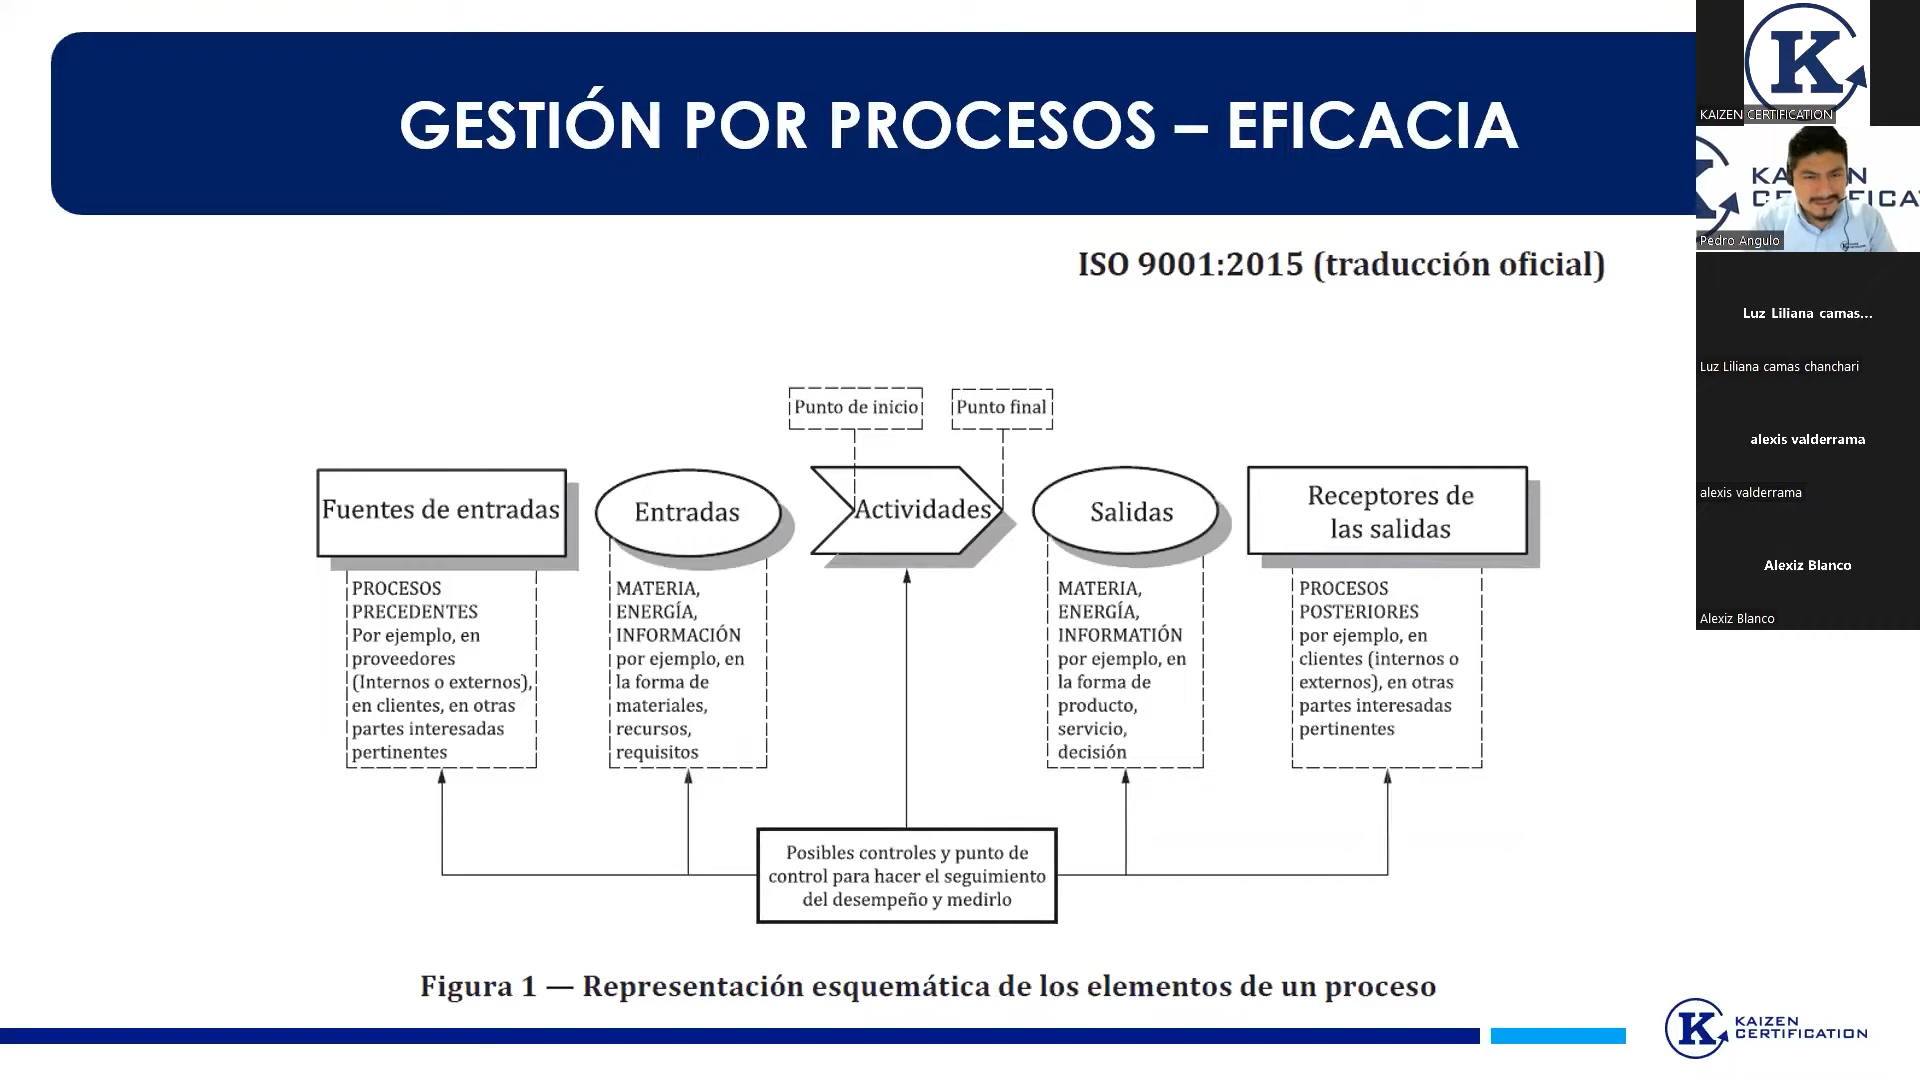 GESTIÓN POR PROCESOS – EFICACIA
ISO 9001:2015 (traducción oficial)
Punto de inicio
Punto final
Fuentes de entradas
Entradas
Actividades
Salidas
Receptores de
las salidas
PROCESOS
PRECEDENTES
Por ejemplo, en
proveedores
(Internos o externos),
en clientes, en otras
partes interesadas
pertinentes
MATERIA,
ENERGÍA,
INFORMACIÓN
por ejemplo, en
la forma de
materiales,
recursos,
requisitos
MATERIA,
ENERGÍA,
INFORMATIÓN
por ejemplo, en
la forma de
producto,
servicio,
decisión
PROCESOS
POSTERIORES
por ejemplo, en
clientes (internos o
externos), en otras
partes interesadas
pertinentes
Posibles controles y punto de
control para hacer el seguimiento
del desempeño y medirlo
Figura 1 — Representación esquemática de los elementos de un proceso
K
KAIZEN
CERTIFICATION
K
KAIZEN CERTIFICATION
Pedro Angulo
Luz Liliana camas...
Luz Liliana camas chanchari
alexis valderrama
alexis valderrama
Alexiz Blanco
Alexiz Blanco